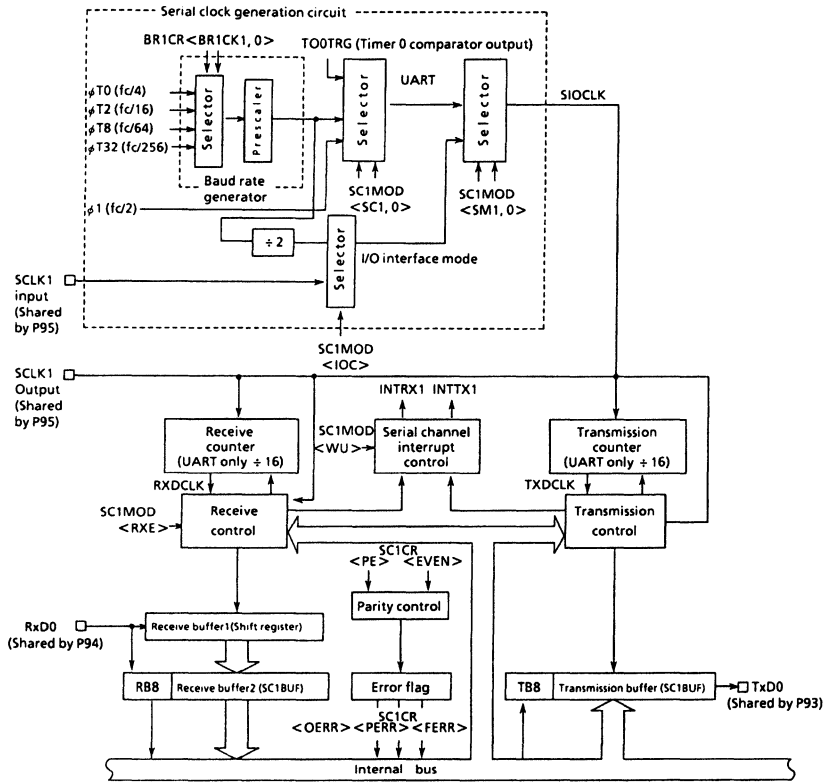 Serial clock generation circuit
BR1CR<BR1CK1, 0>
TO0TRG (Timer 0 comparator output)
UART
SIOCLK
φT0 (fc/4)
φT2 (fc/16)
φT8 (fc/64)
φT32 (fc/256)
Selector
Prescaler
Selector
Selector
Baud rate
generator
SC1MOD
<SC1, 0>
SC1MOD
<SM1, 0>
φ1 (fc/2)
÷ 2
Selector
I/O interface mode
SCLK1
input
(Shared
by P95)
SC1MOD
<IOC>
SCLK1
Output
(Shared
by P95)
INTRX1 INTTX1
Receive
counter
(UART only ÷ 16)
SC1MOD
<WU>
Serial channel
interrupt
control
Transmission
counter
(UART only ÷ 16)
RXDCLK
TXDCLK
SC1MOD
<RXE>
Receive
control
Transmission
control
SC1CR
<PE> <EVEN>
Parity control
RxD0
(Shared by P94)
Receive buffer1(Shift register)
RB8
Receive buffer2 (SC1BUF)
Error flag
TB8
Transmission buffer (SC1BUF)
TxD0
(Shared by P93)
SC1CR
<OERR> <PERR> <FERR>
Internal bus